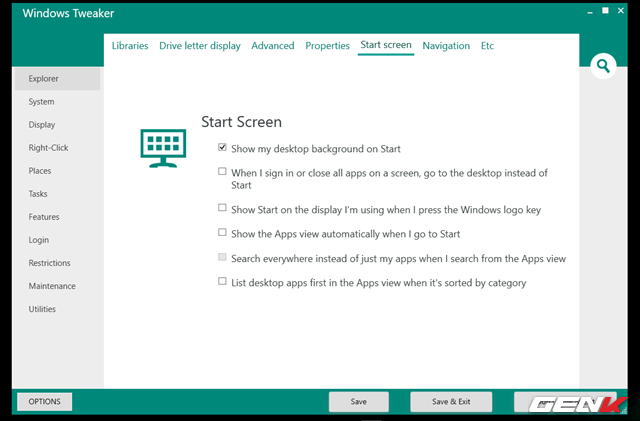 Windows Tweaker
Libraries Drive letter display Advanced Properties Start screen Navigation Etc
Explorer
System
Display
Right-Click
Places
Tasks
Features
Login
Restrictions
Maintenance
Utilities
Start Screen
Show my desktop background on Start
When I sign in or close all apps on a screen, go to the desktop instead of
Start
Show Start on the display I'm using when I press the Windows logo key
Show the Apps view automatically when I go to Start
Search everywhere instead of just my apps when I search from the Apps view
List desktop apps first in the Apps view when it's sorted by category
OPTIONS Save Save & Exit
GENK